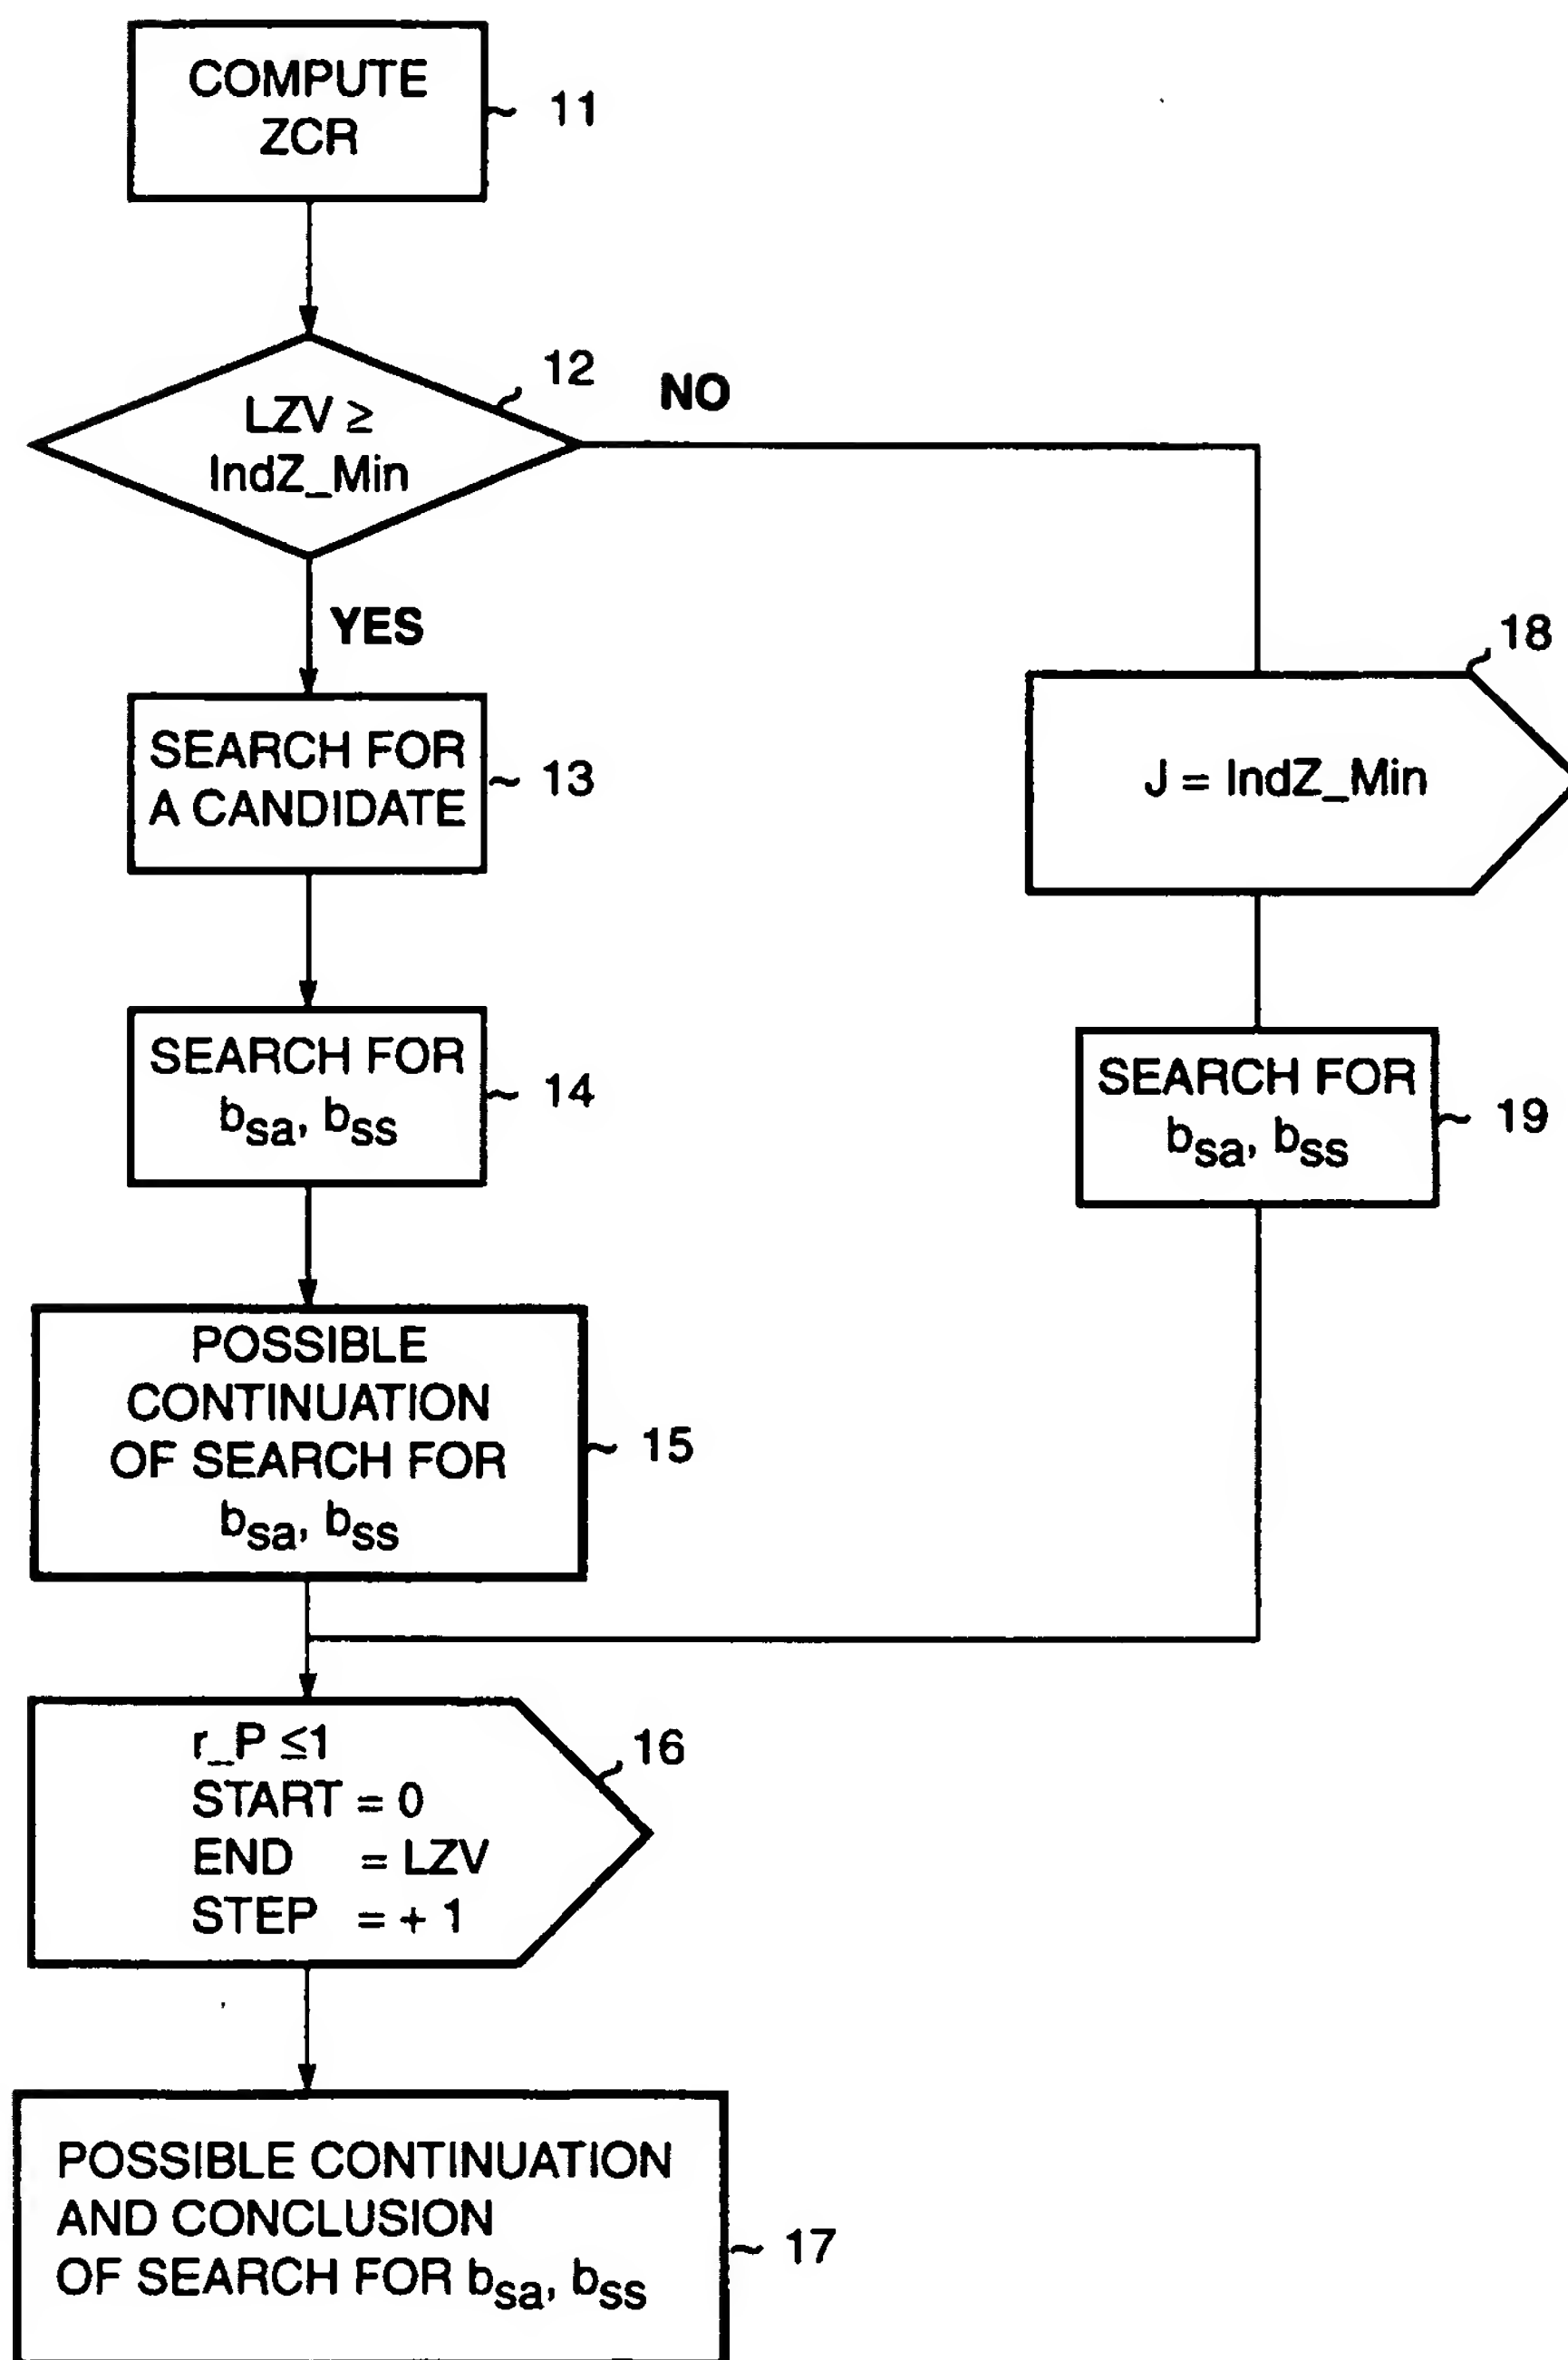 COMPUTE
ZCR
11
12
NO
LZV ≥
IndZ_Min
YES
18
SEARCH FOR
A CANDIDATE
13
J = IndZ_Min
SEARCH FOR
bsa, bss
14
SEARCH FOR
bsa, bss
19
POSSIBLE
CONTINUATION
OF SEARCH FOR
bsa, bss
15
r_P ≤1
START = 0
END = LZV
STEP = + 1
16
POSSIBLE CONTINUATION
AND CONCLUSION
OF SEARCH FOR bsa, bss
17